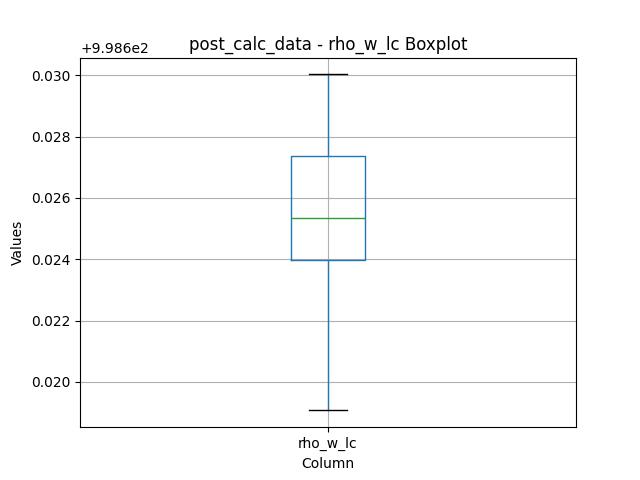 post_calc_data - rho_w_lc Boxplot
+9.986e2
0.030
0.028
0.026
0.024
0.022
0.020
Values
rho_w_lc
Column